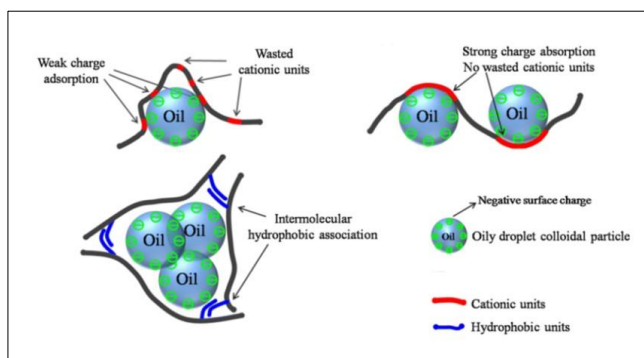 Weak charge
adsorption
Wasted
cationic units
Oil
Strong charge absorption
No wasted cationic units
Oil
Oil
Oil
Oil
Oil
Intermolecular
hydrophobic association
Negative surface charge
Oil
Oily droplet colloidal particle
Cationic units
Hydrophobic units